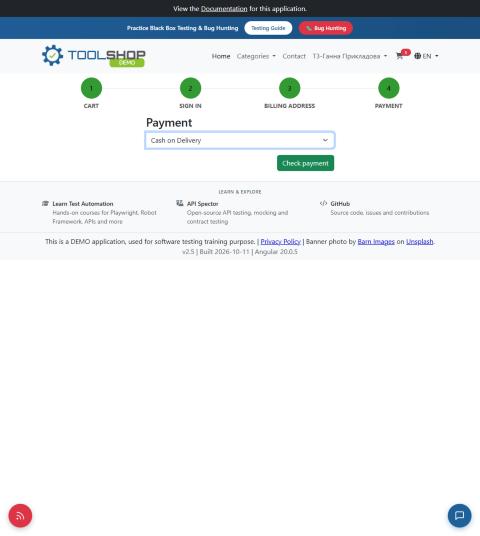 View the Documentation for this application.
Practice Black Box Testing & Bug Hunting Testing Guide Bug Hunting
TOOLSHOP
DEMO
Home Categories Contact ТЗ-Ганна Прикладова EN
1 2 3 4
CART SIGN IN BILLING ADDRESS PAYMENT
Payment
Cash on Delivery
Check payment
LEARN & EXPLORE
Learn Test Automation
Hands-on courses for Playwright, Robot
Framework, APIs and more
API Spector
Open-source API testing, mocking and
contract testing
GitHub
Source code, issues and contributions
This is a DEMO application, used for software testing training purpose. | Privacy Policy | Banner photo by Barn Images on Unsplash.
v2.5 | Built 2026-10-11 | Angular 20.0.5